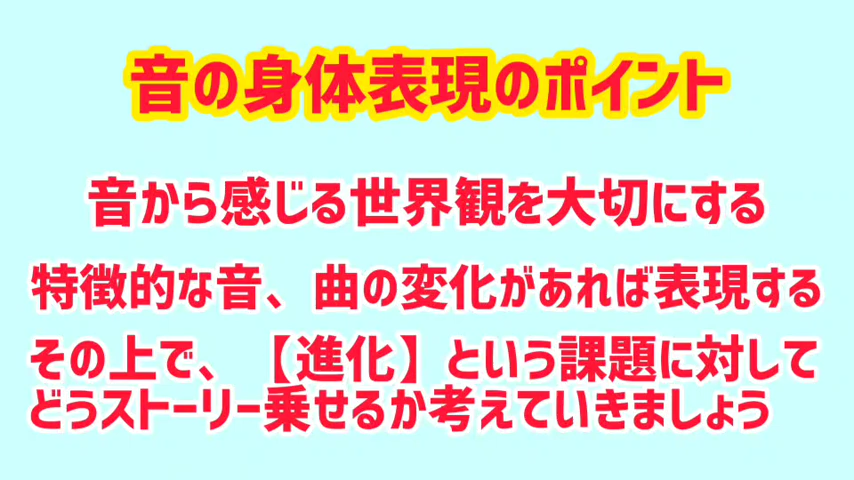 音の身体表現のポイント
音から感じる世界観を大切にする
特徴的な音、曲の変化があれば表現する
その上で、【進化】という課題に対して
どうストーリー乗せるか考えていきましょう